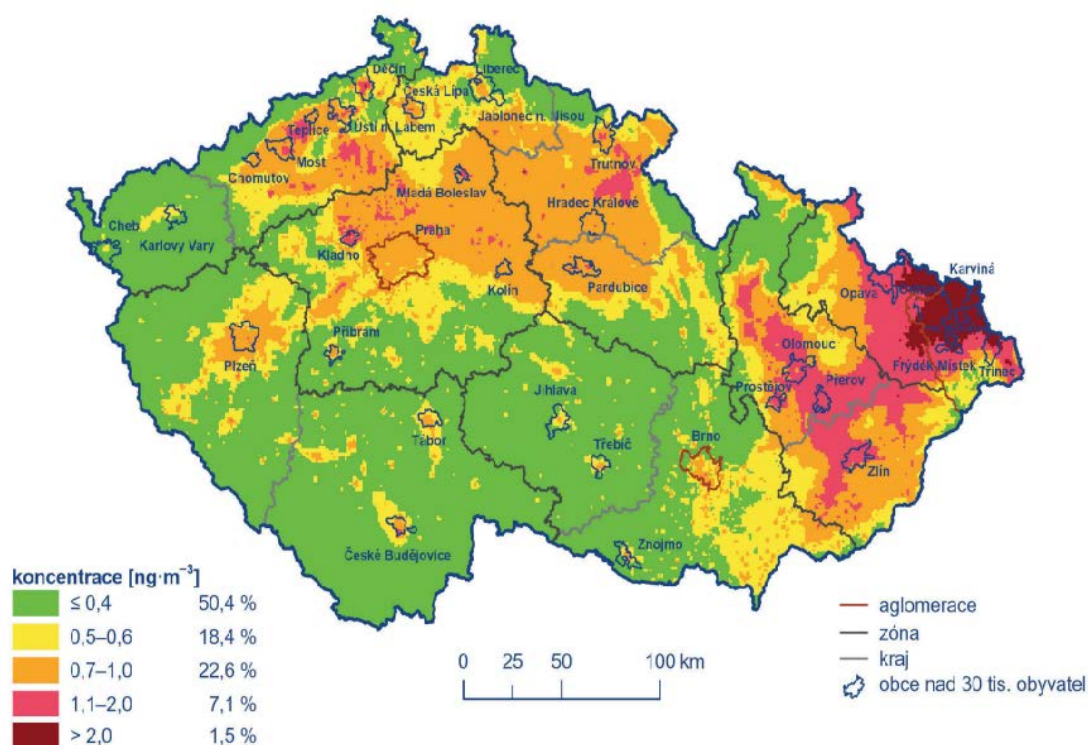 Děčín
Liberec
Česká Lípa
Jablonec n. Nisou
Ústí n. Labem
Teplice
Most
Chomutov
Trutnov
Mladá Boleslav
Hradec Králové
Cheb
Karlovy Vary
Praha
Kladno
Kolín
Pardubice
Karviná
Opava
Plzeň
Příbram
Olomouc
Frýdek-Místek
Třinec
Jihlava
Prostějov
Přerov
Tábor
Třebíč
Brno
Zlín
České Budějovice
Znojmo
koncentrace [ng·m⁻³]
≤ 0,4 50,4 %
0,5–0,6 18,4 %
0,7–1,0 22,6 %
1,1–2,0 7,1 %
> 2,0 1,5 %
0 25 50 100 km
aglomerace
zóna
kraj
obce nad 30 tis. obyvatel